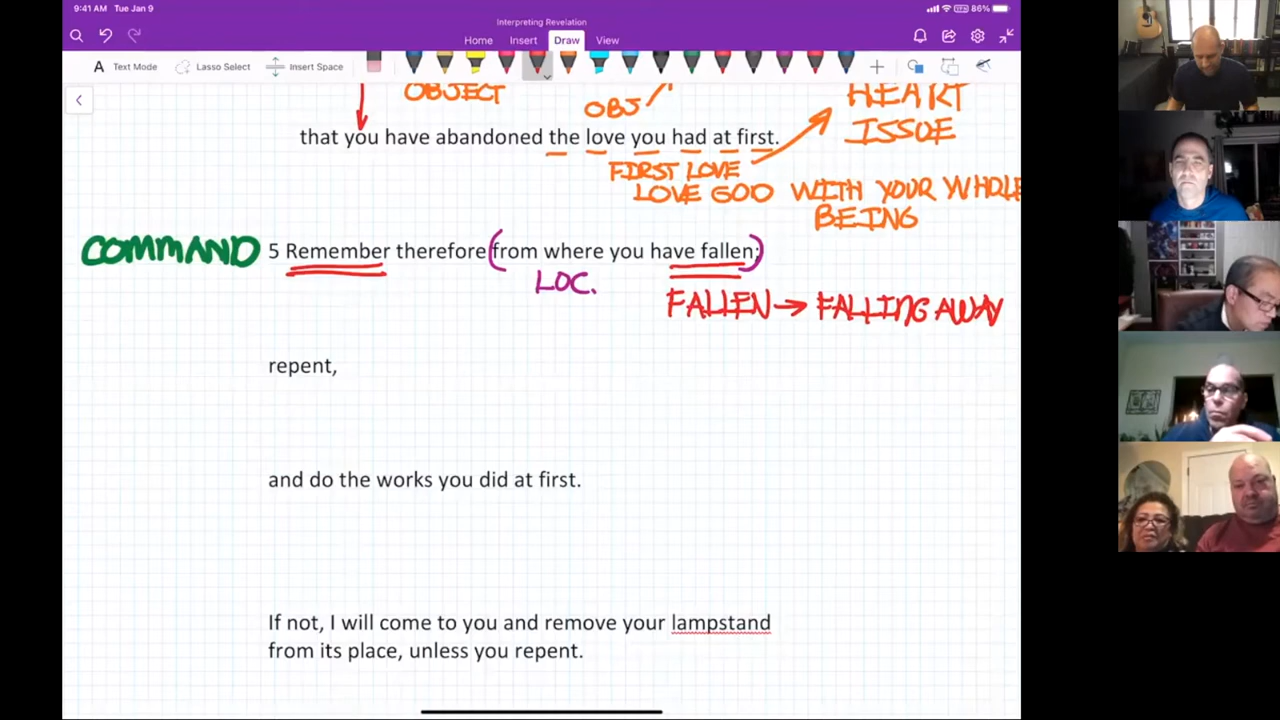 9:41 AM Tue Jan 9
VPN 86%
Interpreting Revelation
Home Insert Draw View
A Text Mode Lasso Select Insert Space
OBJECT
OBJ
HEART
ISSUE
that you have abandoned the love you had at first.
FIRST LOVE
LOVE GOD WITH YOUR WHOLE
BEING
COMMAND 5 Remember therefore (from where you have fallen;)
LOC.
FALLEN → FALLING AWAY
repent,
and do the works you did at first.
If not, I will come to you and remove your lampstand
from its place, unless you repent.